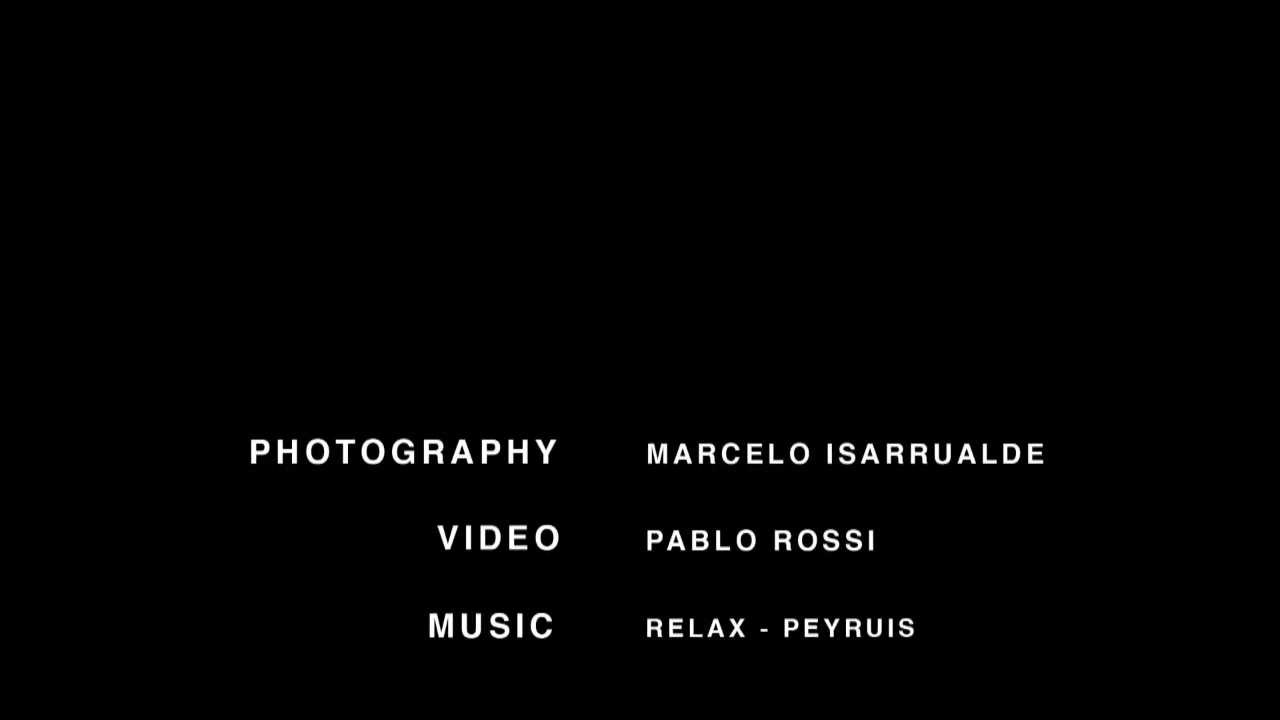 PHOTOGRAPHY MARCELO ISARRUALDE
VIDEO PABLO ROSSI
MUSIC RELAX - PEYRUIS